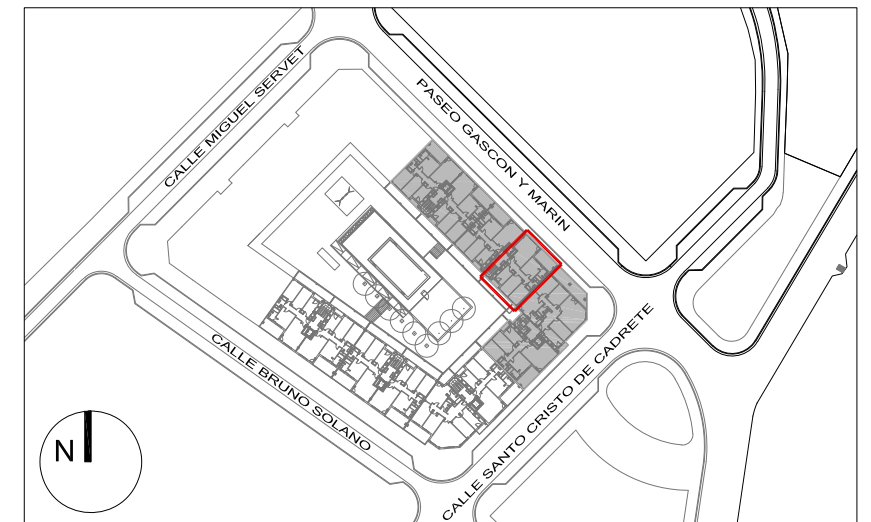 CALLE MIGUEL SERVET
PASEO GASCON Y MARIN
CALLE BRUNO SOLANO
CALLE SANTO CRISTO DE CADRETE
N